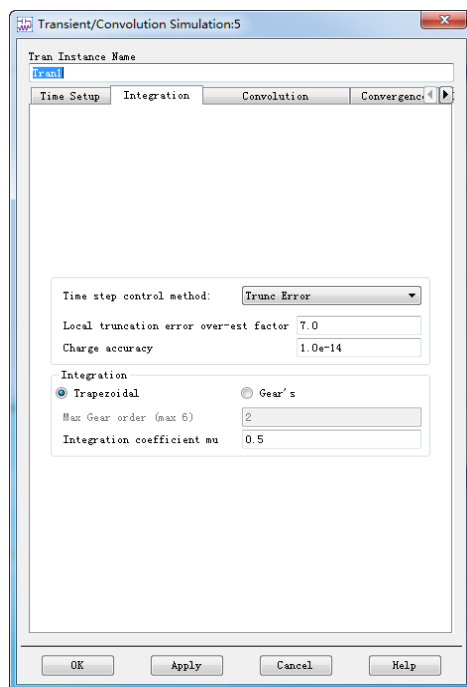 Transient/Convolution Simulation:5
Tran Instance Name
Tran1
Time Setup Integration Convolution Convergence
Time step control method: Trunc Error
Local truncation error over-est factor 7.0
Charge accuracy 1.0e-14
Integration
Trapezoidal Gear's
Max Gear order (max 6) 2
Integration coefficient mu 0.5
OK Apply Cancel Help